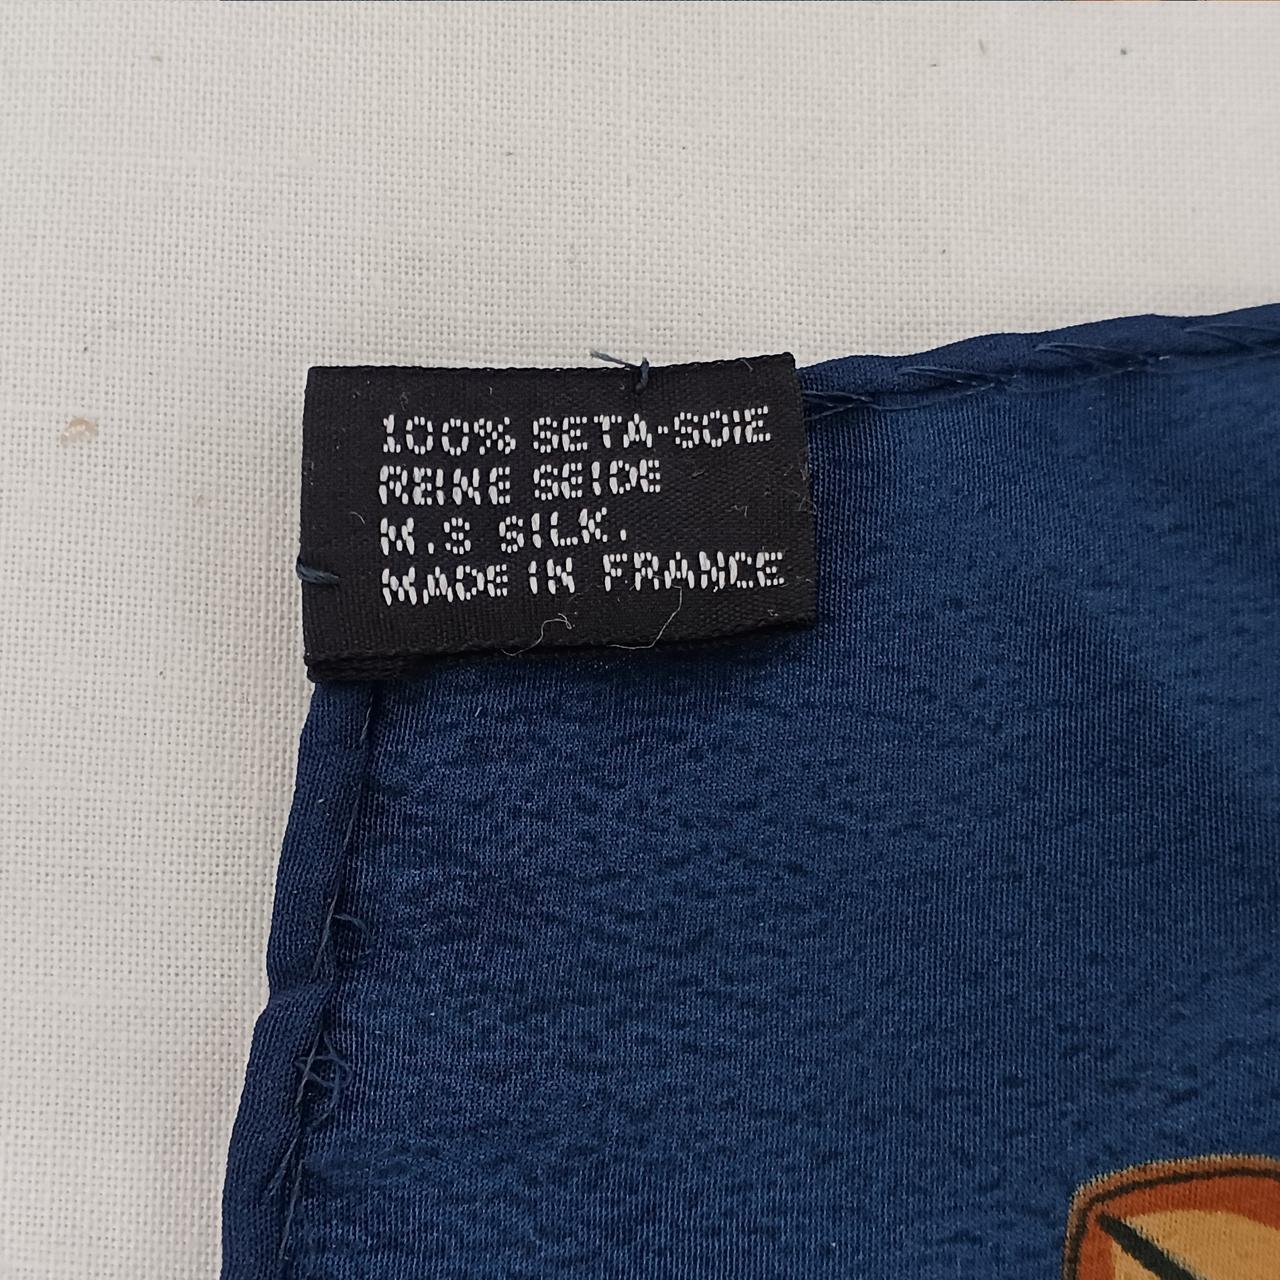 100% SETA-SOIE
REINE SEIDE
M.S SILK.
MADE IN FRANCE